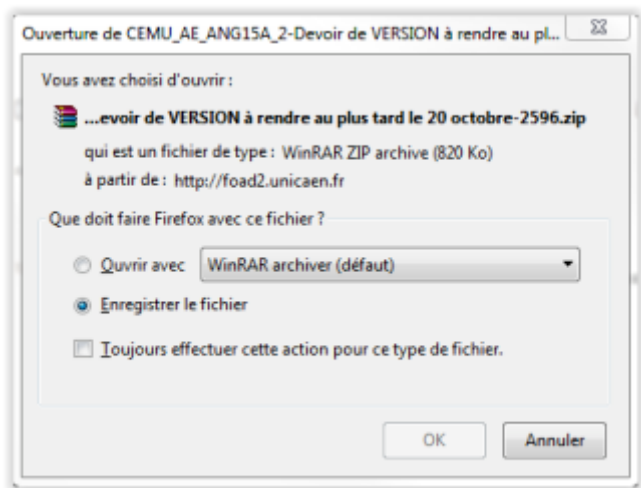 Ouverture de CEMU_AE_ANG15A_2-Devoir de VERSION à rendre au pl...
Vous avez choisi d'ouvrir :
...evoir de VERSION à rendre au plus tard le 20 octobre-2596.zip
qui est un fichier de type : WinRAR ZIP archive (820 Ko)
à partir de : http://foad2.unicaen.fr
Que doit faire Firefox avec ce fichier ?
Ouvrir avec WinRAR archiver (défaut)
Enregistrer le fichier
Toujours effectuer cette action pour ce type de fichier.
OK Annuler